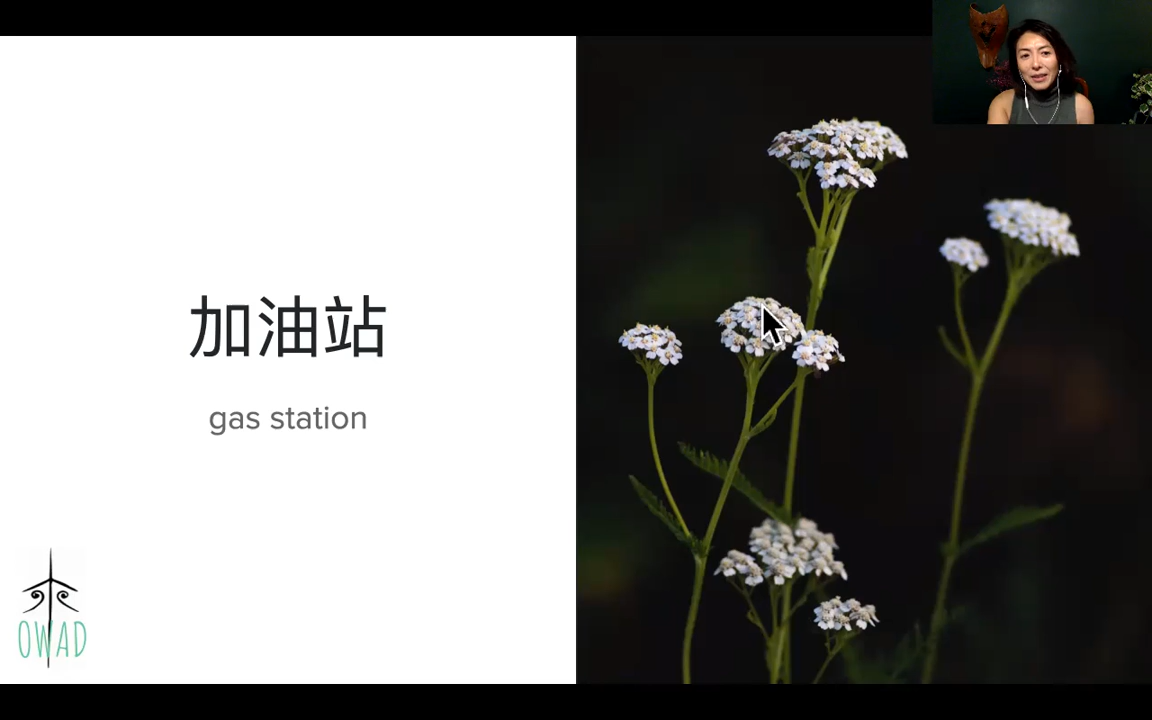 加油站
gas station
OWAD